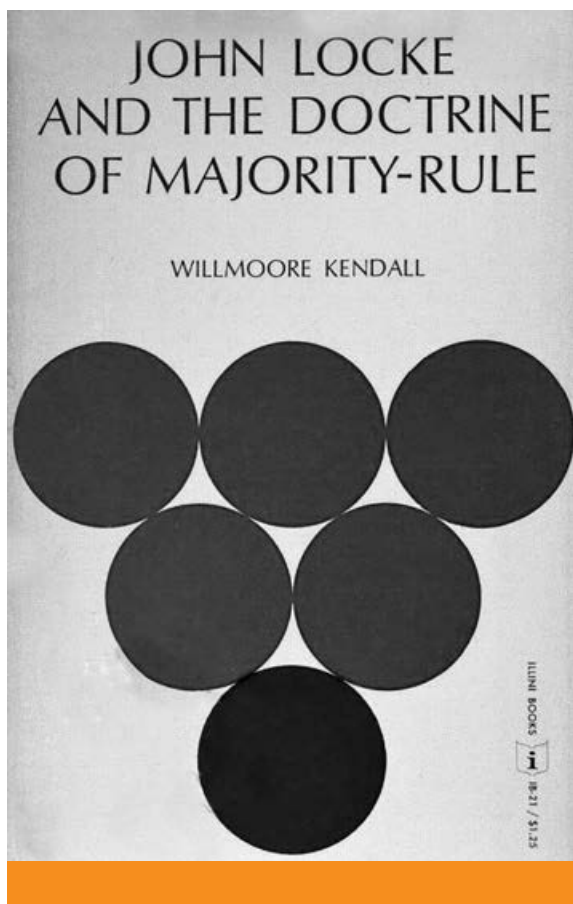 JOHN LOCKE
AND THE DOCTRINE
OF MAJORITY-RULE
WILLMOORE KENDALL
ILLINI BOOKS
i
IB-21 / $1.25